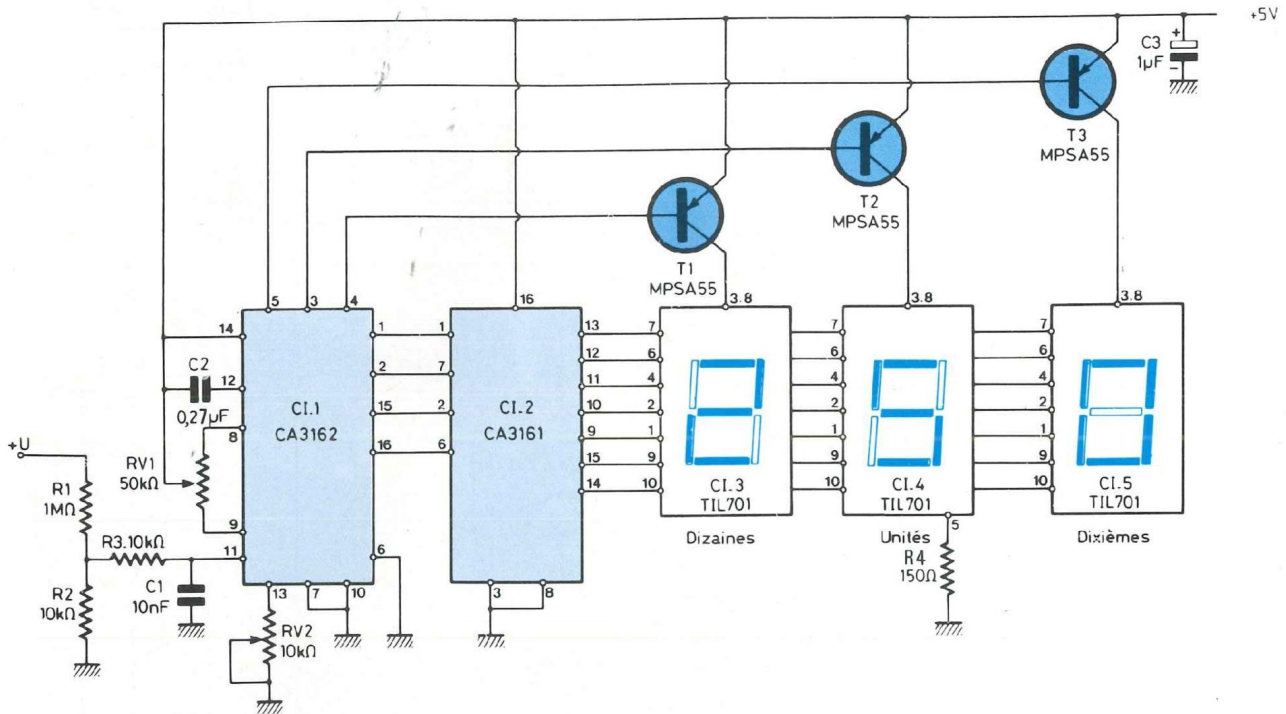 +5V
C3
1µF
+
−
T3
MPSA55
T2
MPSA55
T1
MPSA55
5
3
4
16
3.8
3.8
3.8
14
C2
12
0,27µF
8
+U
RV1
50kΩ
R1
1MΩ
9
R3.10kΩ
11
R2
10kΩ
C1
10nF
CI.1
CA3162
1
2
15
16
6
13
7
10
RV2
10kΩ
1
7
2
6
CI.2
CA3161
3
8
13
12
11
10
9
15
14
7
6
4
2
1
9
10
CI.3
TIL701
Dizaines
7
6
4
2
1
9
10
CI.4
TIL701
5
Unités
R4
150Ω
7
6
4
2
1
9
10
CI.5
TIL701
Dixièmes